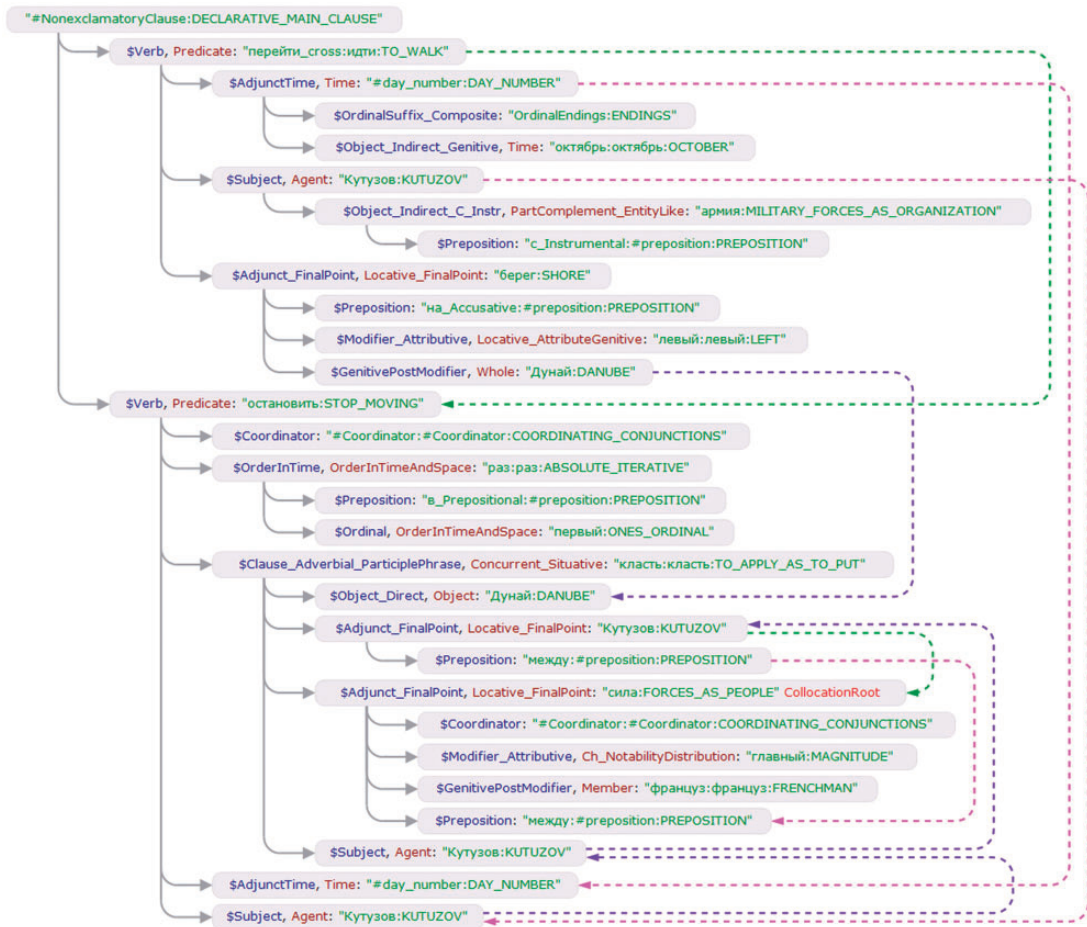 "#NonexclamatoryClause:DECLARATIVE_MAIN_CLAUSE"
$Verb, Predicate: "перейти_cross:идти:TO_WALK"
$AdjunctTime, Time: "#day_number:DAY_NUMBER"
$OrdinalSuffix_Composite: "OrdinalEndings:ENDINGS"
$Object_Indirect_Genitive, Time: "октябрь:октябрь:OCTOBER"
$Subject, Agent: "Кутузов:KUTUZOV"
$Object_Indirect_C_Instr, PartComplement_EntityLike: "армия:MILITARY_FORCES_AS_ORGANIZATION"
$Preposition: "с_Instrumental:#preposition:PREPOSITION"
$Adjunct_FinalPoint, Locative_FinalPoint: "берег:SHORE"
$Preposition: "на_Accusative:#preposition:PREPOSITION"
$Modifier_Attributive, Locative_AttributeGenitive: "левый:левый:LEFT"
$GenitivePostModifier, Whole: "Дунай:DANUBE"
$Verb, Predicate: "остановить:STOP_MOVING"
$Coordinator: "#Coordinator:#Coordinator:COORDINATING_CONJUNCTIONS"
$OrderInTime, OrderInTimeAndSpace: "раз:раз:ABSOLUTE_ITERATIVE"
$Preposition: "в_Prepositional:#preposition:PREPOSITION"
$Ordinal, OrderInTimeAndSpace: "первый:ONES_ORDINAL"
$Clause_Adverbial_ParticiplePhrase, Concurrent_Situative: "класть:класть:TO_APPLY_AS_TO_PUT"
$Object_Direct, Object: "Дунай:DANUBE"
$Adjunct_FinalPoint, Locative_FinalPoint: "Кутузов:KUTUZOV"
$Preposition: "между:#preposition:PREPOSITION"
$Adjunct_FinalPoint, Locative_FinalPoint: "сила:FORCES_AS_PEOPLE" CollocationRoot
$Coordinator: "#Coordinator:#Coordinator:COORDINATING_CONJUNCTIONS"
$Modifier_Attributive, Ch_NotabilityDistribution: "главный:MAGNITUDE"
$GenitivePostModifier, Member: "француз:француз:FRENCHMAN"
$Preposition: "между:#preposition:PREPOSITION"
$Subject, Agent: "Кутузов:KUTUZOV"
$AdjunctTime, Time: "#day_number:DAY_NUMBER"
$Subject, Agent: "Кутузов:KUTUZOV"